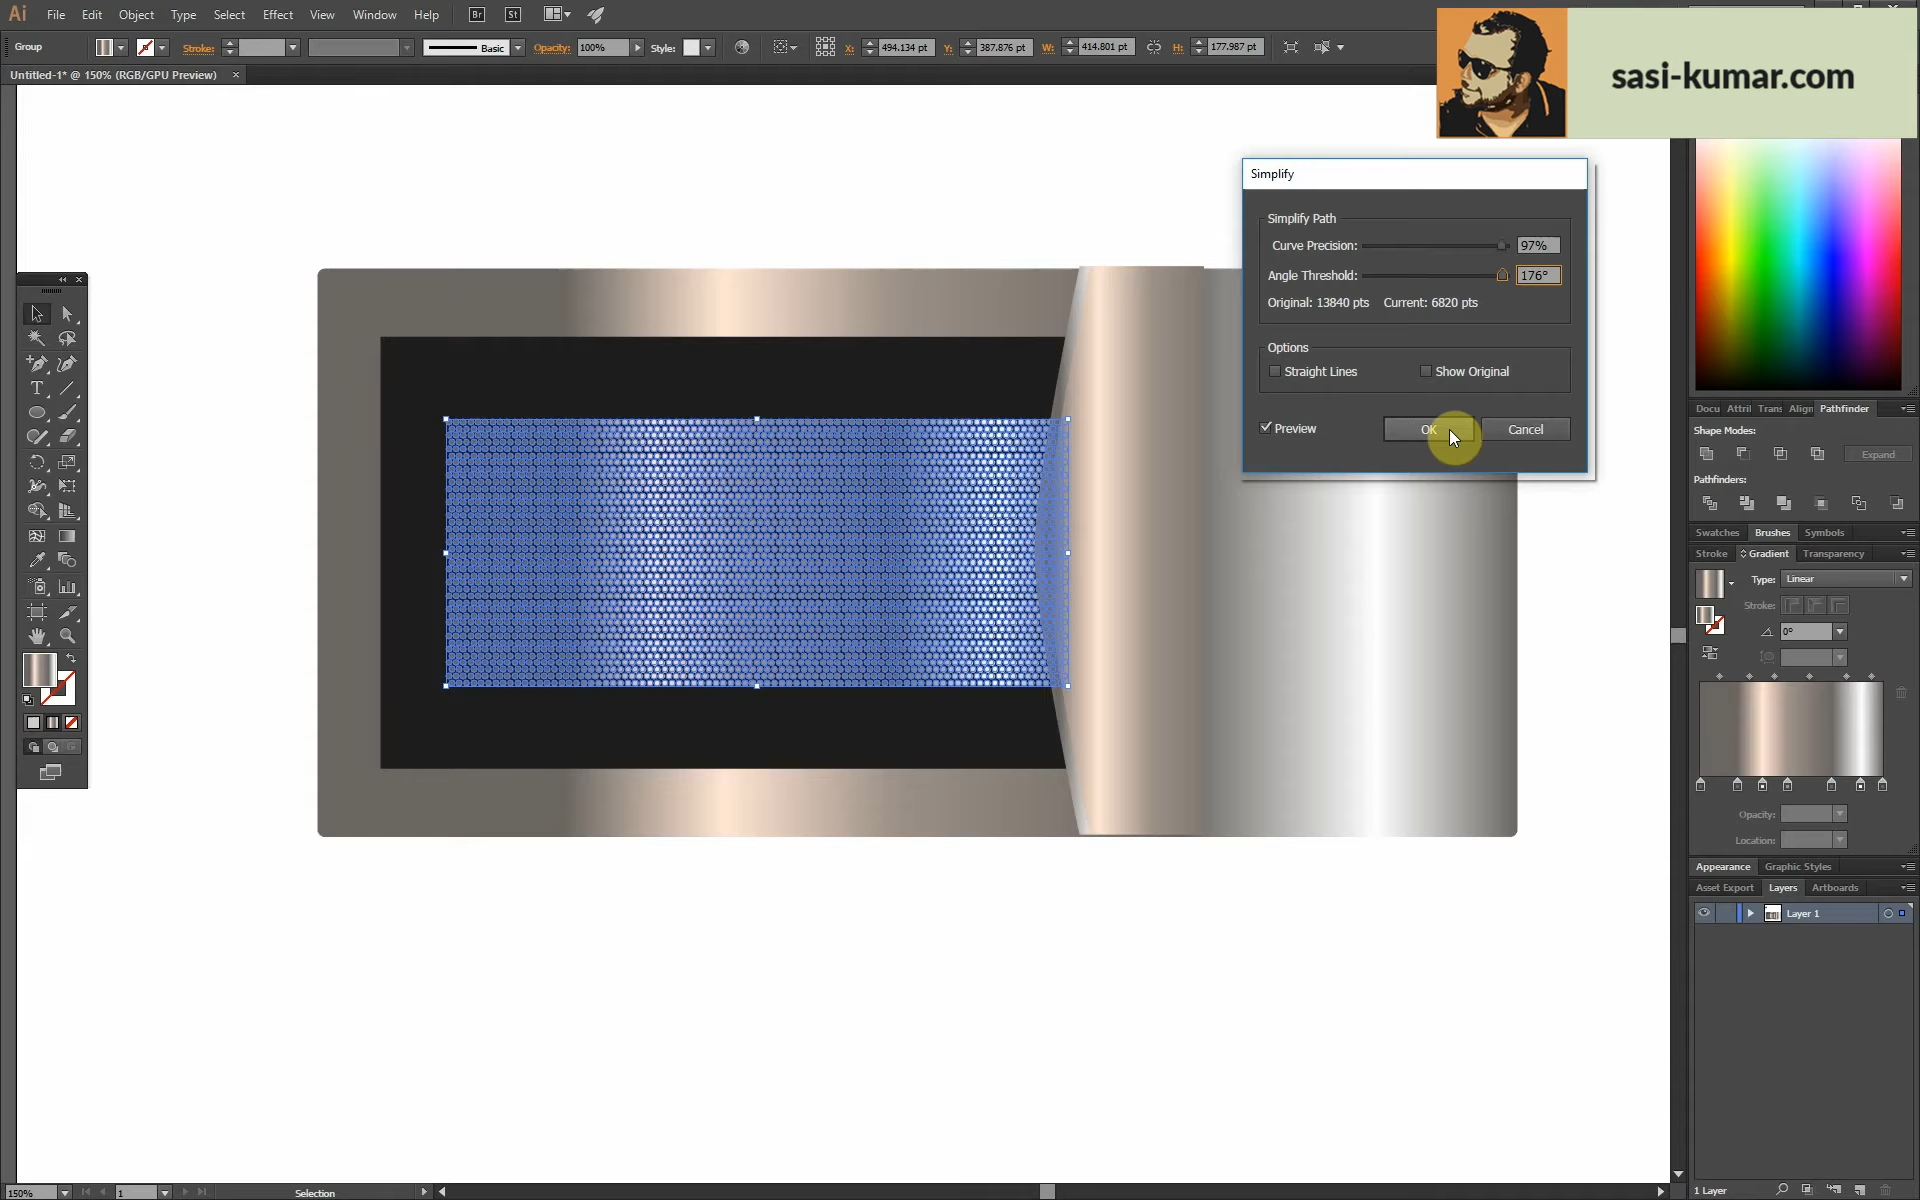 Ai File Edit Object Type Select Effect View Window Help Br St
Group Stroke: Basic Opacity: 100% Style: X: 494.134 pt Y: 387.876 pt W: 414.801 pt H: 177.987 pt
Untitled-1* @ 150% (RGB/GPU Preview) ×
sasi-kumar.com
Simplify
Simplify Path
Curve Precision: 97%
Angle Threshold: 176°
Original: 13840 pts Current: 6820 pts
Options
Straight Lines Show Original
Preview OK Cancel
Docu Attri Trans Align Pathfinder
Shape Modes:
Expand
Pathfinders:
Swatches Brushes Symbols
Stroke Gradient Transparency
Type: Linear
Stroke:
0°
Opacity:
Location:
Appearance Graphic Styles
Asset Export Layers Artboards
Layer 1
150% 1 Selection 1 Layer